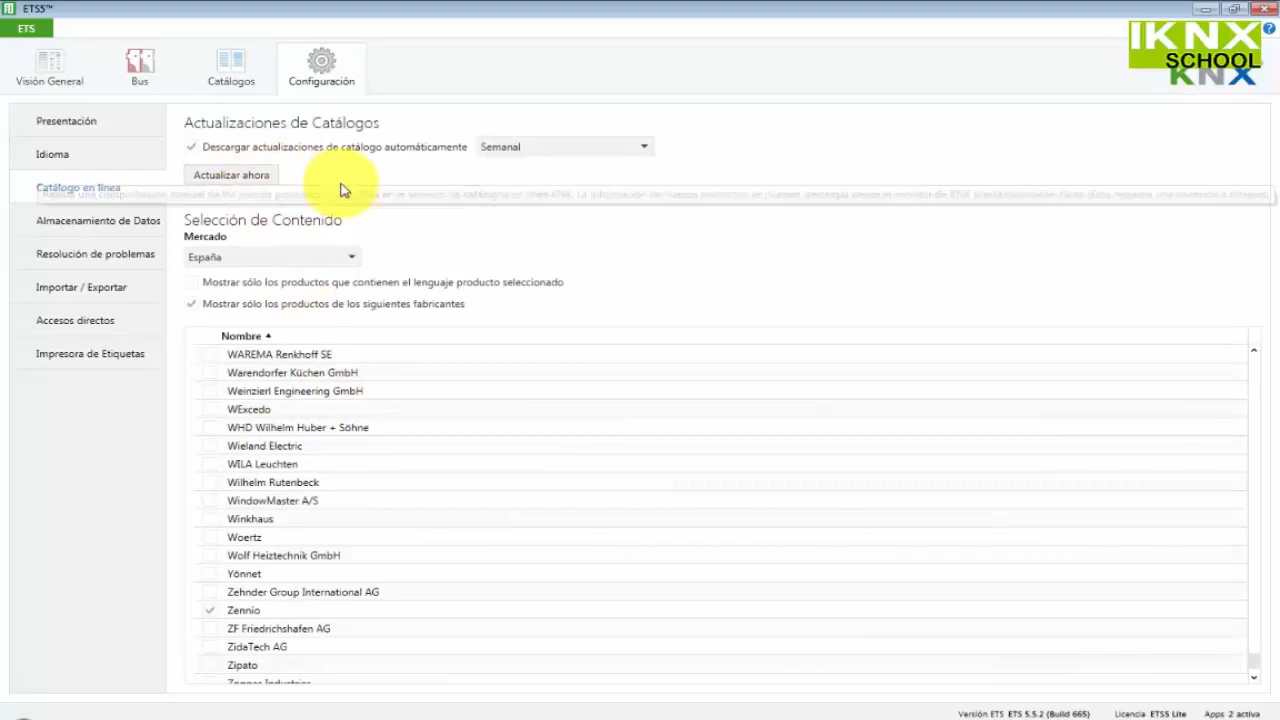 ETS5™
ETS
IKNX
SCHOOL
KNX
Visión General
Bus
Catálogos
Configuración
Presentación
Idioma
Catálogo en línea
Almacenamiento de Datos
Resolución de problemas
Importar / Exportar
Accesos directos
Impresora de Etiquetas
Actualizaciones de Catálogos
Descargar actualizaciones de catálogo automáticamente
Semanal
Actualizar ahora
Selección de Contenido
Mercado
España
Mostrar sólo los productos que contienen el lenguaje producto seleccionado
Mostrar sólo los productos de los siguientes fabricantes
Nombre
WAREMA Renkhoff SE
Warendorfer Küchen GmbH
Weinzierl Engineering GmbH
WExcedo
WHD Wilhelm Huber + Söhne
Wieland Electric
WILA Leuchten
Wilhelm Rutenbeck
WindowMaster A/S
Winkhaus
Woertz
Wolf Heiztechnik GmbH
Yönnet
Zehnder Group International AG
Zennio
ZF Friedrichshafen AG
ZidaTech AG
Zipato
Versión ETS ETS 5.5.2 (Build 665)
Licencia ETS5 Lite
Apps 2 activa